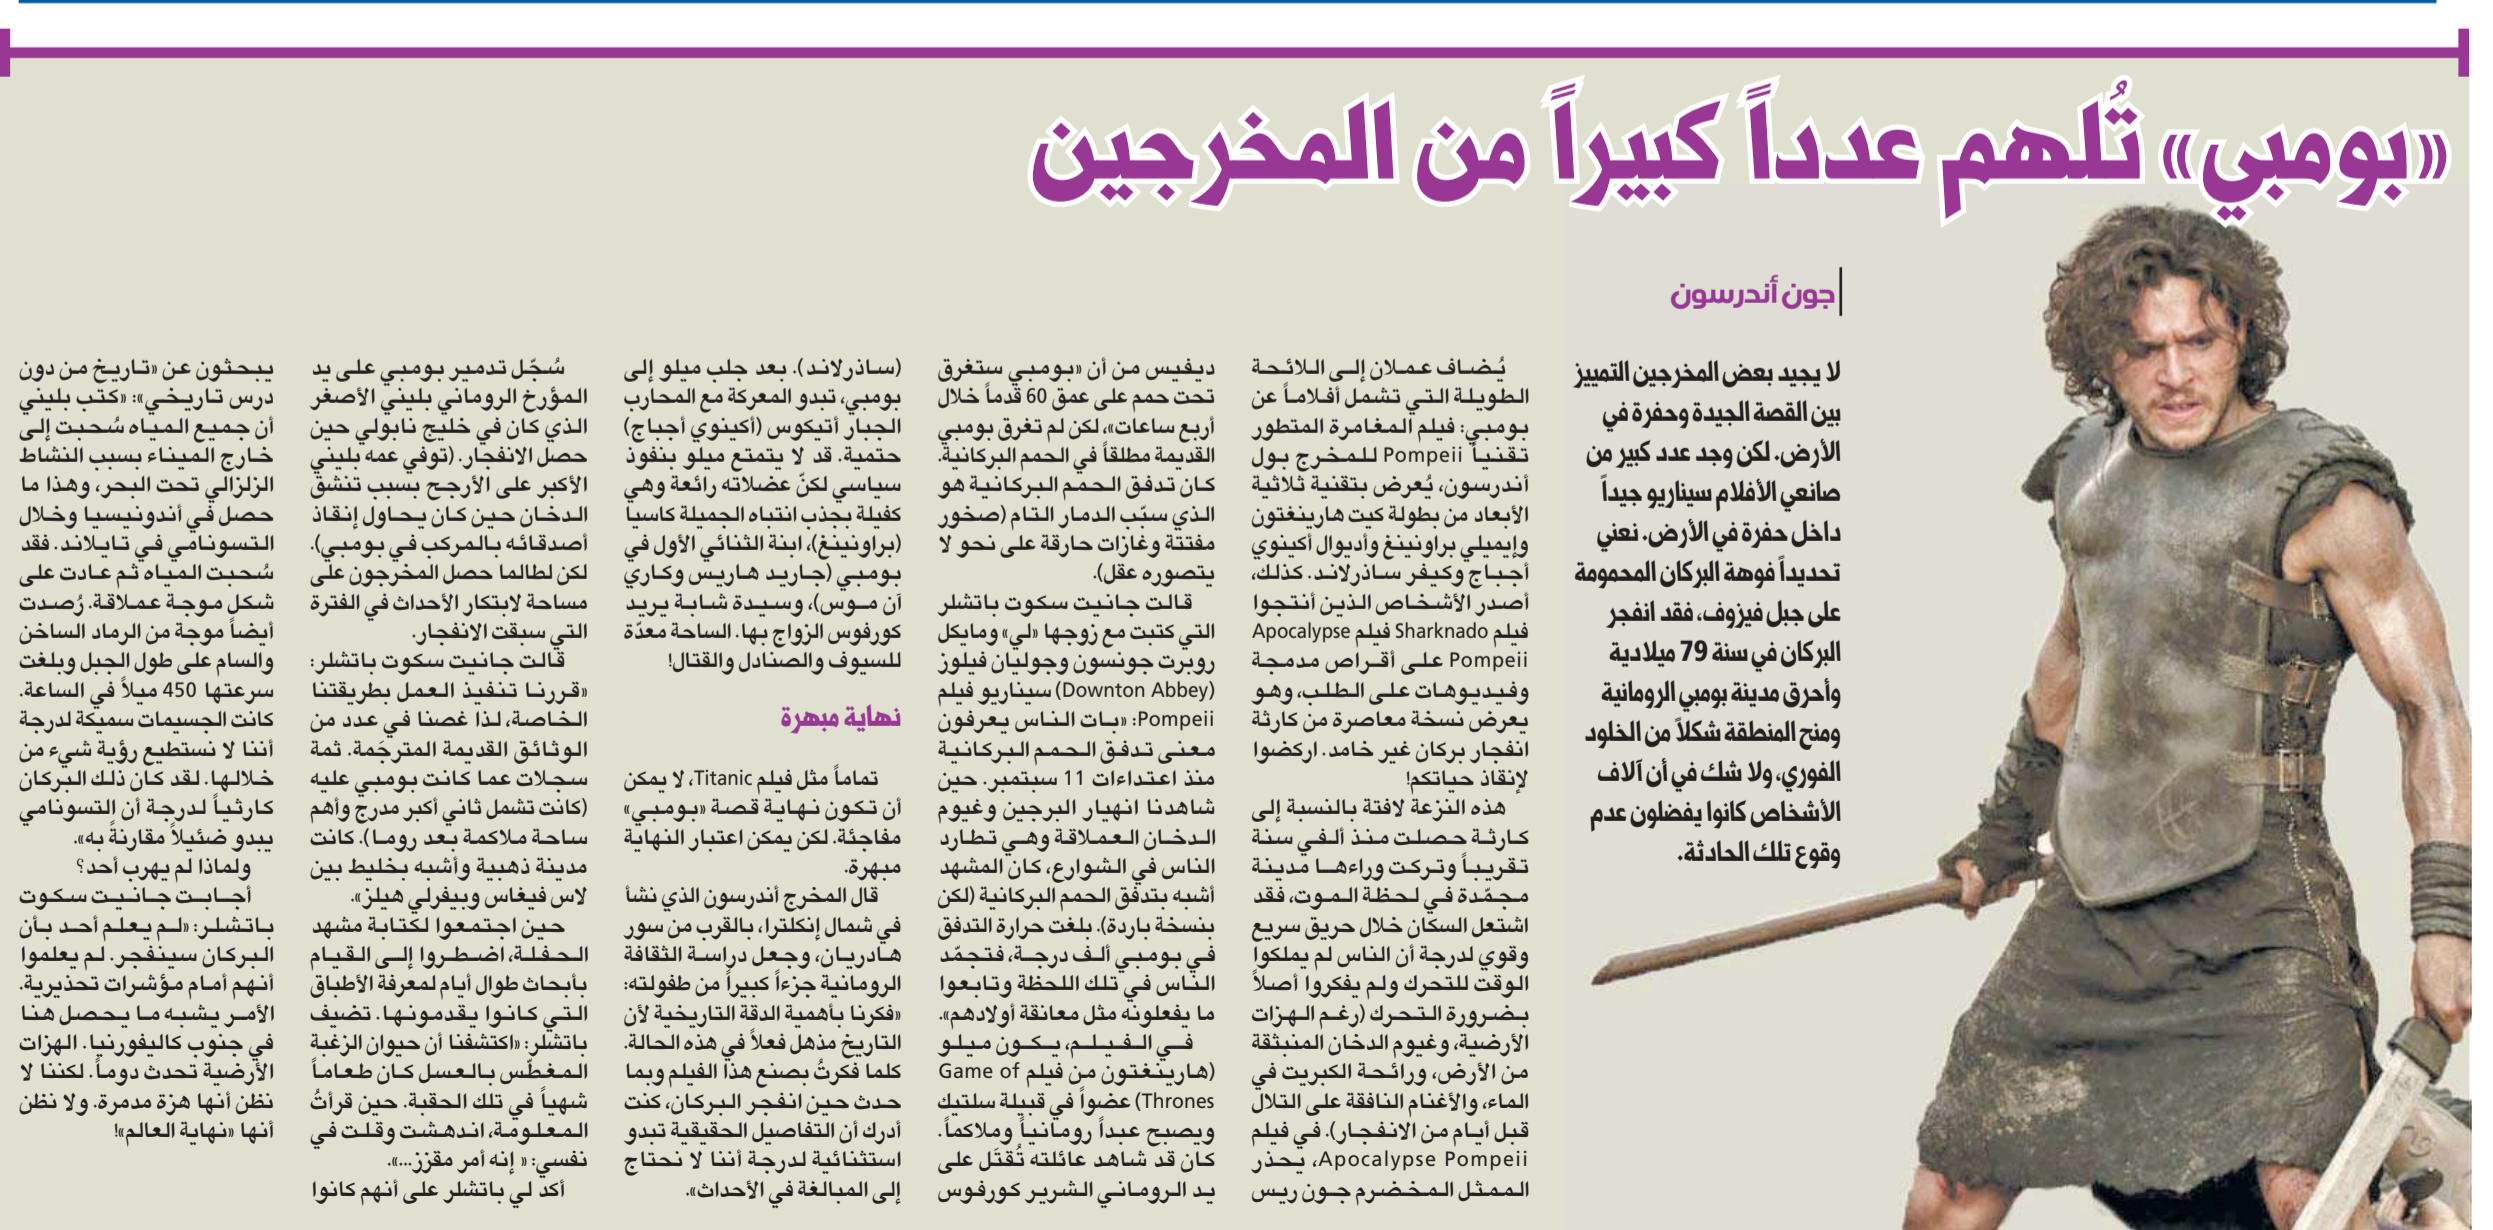 «بومبي» تُلهم عدداً كبيراً من المخرجين
جون أندرسون
لا يجيد بعض المخرجين التمييز
بين القصة الجيدة وحفرة في
الأرض. لكن وجد عدد كبير من
صانعي الأفلام سيناريو جيداً
داخل حفرة في الأرض. نعني
تحديداً فوهة البركان المحمومة
على جبل فيزوف، فقد انفجر
البركان في سنة 79 ميلادية
وأحرق مدينة بومبي الرومانية
ومنح المنطقة شكلاً من الخلود
الفوري، ولا شك في أن آلاف
الأشخاص كانوا يفضلون عدم
وقوع تلك الحادثة.
يُضاف عملان إلى اللائحة
الطويلة التي تشمل أفلاماً عن
بومبي: فيلم المغامرة المتطور
تقنياً Pompeii للمخرج بول
أندرسون، يُعرض بتقنية ثلاثية
الأبعاد من بطولة كيت هارينغتون
وإيميلي براونينغ وأديوال أكينوي
أجباج وكيفر ساذرلاند. كذلك،
أصدر الأشخاص الذين أنتجوا
فيلم Sharknado فيلم Apocalypse
Pompeii على أقراص مدمجة
وفيديوهات على الطلب، وهو
يعرض نسخة معاصرة من كارثة
انفجار بركان غير خامد. اركضوا
لإنقاذ حياتكم!
هذه النزعة لافتة بالنسبة إلى
كارثة حصلت منذ ألفي سنة
تقريباً وتركت وراءها مدينة
مجمّدة في لحظة الموت، فقد
اشتعل السكان خلال حريق سريع
وقوي لدرجة أن الناس لم يملكوا
الوقت للتحرك ولم يفكروا أصلاً
بضرورة التحرك (رغم الهزات
الأرضية، وغيوم الدخان المنبثقة
من الأرض، ورائحة الكبريت في
الماء، والأغنام النافقة على التلال
قبل أيام من الانفجار). في فيلم
Apocalypse Pompeii، يحذر
الممثل المخضرم جون ريس
ديفيس من أن «بومبي ستغرق
تحت حمم على عمق 60 قدماً خلال
أربع ساعات»، لكن لم تغرق بومبي
القديمة مطلقاً في الحمم البركانية.
كان تدفق الحمم البركانية هو
الذي سبّب الدمار التام (صخور
مفتتة وغازات حارقة على نحو لا
يتصوره عقل).
قالت جانيت سكوت باتشلر
التي كتبت مع زوجها «لي» ومايكل
روبرت جونسون وجوليان فيلوز
(Downton Abbey) سيناريو فيلم
Pompeii: «بات الناس يعرفون
معنى تدفق الحمم البركانية
منذ اعتداءات 11 سبتمبر. حين
شاهدنا انهيار البرجين وغيوم
الدخان العملاقة وهي تطارد
الناس في الشوارع، كان المشهد
أشبه بتدفق الحمم البركانية (لكن
بنسخة باردة). بلغت حرارة التدفق
في بومبي ألف درجة، فتجمّد
الناس في تلك اللحظة وتابعوا
ما يفعلونه مثل معانقة أولادهم».
في الفيلم، يكون ميلو
(هارينغتون من فيلم Game of
Thrones) عضواً في قبيلة سلتيك
ويصبح عبداً رومانياً وملاكماً.
كان قد شاهد عائلته تُقتَل على
يد الروماني الشرير كورفوس
(ساذرلاند). بعد جلب ميلو إلى
بومبي، تبدو المعركة مع المحارب
الجبار أتيكوس (أكينوي أجباج)
حتمية. قد لا يتمتع ميلو بنفوذ
سياسي لكنّ عضلاته رائعة وهي
كفيلة بجذب انتباه الجميلة كاسيا
(براونينغ)، ابنة الثنائي الأول في
بومبي (جاريد هاريس وكاري
آن موس)، وسيدة شابة يريد
كورفوس الزواج بها. الساحة معدّة
للسيوف والصنادل والقتال!
نهاية مبهرة
تماماً مثل فيلم Titanic، لا يمكن
أن تكون نهاية قصة «بومبي»
مفاجئة. لكن يمكن اعتبار النهاية
مبهرة.
قال المخرج أندرسون الذي نشأ
في شمال إنكلترا، بالقرب من سور
هادريان، وجعل دراسة الثقافة
الرومانية جزءاً كبيراً من طفولته:
«فكرنا بأهمية الدقة التاريخية لأن
التاريخ مذهل فعلاً في هذه الحالة.
كلما فكرتُ بصنع هذا الفيلم وبما
حدث حين انفجر البركان، كنت
أدرك أن التفاصيل الحقيقية تبدو
استثنائية لدرجة أننا لا نحتاج
إلى المبالغة في الأحداث».
سُجّل تدمير بومبي على يد
المؤرخ الروماني بليني الأصغر
الذي كان في خليج نابولي حين
حصل الانفجار. (توفي عمه بليني
الأكبر على الأرجح بسبب تنشق
الدخان حين كان يحاول إنقاذ
أصدقائه بالمركب في بومبي).
لكن لطالما حصل المخرجون على
مساحة لابتكار الأحداث في الفترة
التي سبقت الانفجار.
قالت جانيت سكوت باتشلر:
«قررنا تنفيذ العمل بطريقتنا
الخاصة، لذا غصنا في عدد من
الوثائق القديمة المترجَمة. ثمة
سجلات عما كانت بومبي عليه
(كانت تشمل ثاني أكبر مدرج وأهم
ساحة ملاكمة بعد روما). كانت
مدينة ذهبية وأشبه بخليط بين
لاس فيغاس وبيفرلي هيلز».
حين اجتمعوا لكتابة مشهد
الحفلة، اضطروا إلى القيام
بأبحاث طوال أيام لمعرفة الأطباق
التي كانوا يقدمونها. تضيف
باتشلر: «اكتشفنا أن حيوان الزغبة
المغطّس بالعسل كان طعاماً
شهياً في تلك الحقبة. حين قرأتُ
المعلومة، اندهشت وقلت في
نفسي: « إنه أمر مقزز...».
أكد لي باتشلر على أنهم كانوا
يبحثون عن «تاريخ من دون
درس تاريخي»: «كتب بليني
أن جميع المياه سُحبت إلى
خارج الميناء بسبب النشاط
الزلزالي تحت البحر، وهذا ما
حصل في أندونيسيا وخلال
التسونامي في تايلاند. فقد
سُحبت المياه ثم عادت على
شكل موجة عملاقة. رُصدت
أيضاً موجة من الرماد الساخن
والسام على طول الجبل وبلغت
سرعتها 450 ميلاً في الساعة.
كانت الجسيمات سميكة لدرجة
أننا لا نستطيع رؤية شيء من
خلالها. لقد كان ذلك البركان
كارثياً لدرجة أن التسونامي
يبدو ضئيلاً مقارنةً به».
ولماذا لم يهرب أحد؟
أجابت جانيت سكوت
باتشلر: «لم يعلم أحد بأن
البركان سينفجر. لم يعلموا
أنهم أمام مؤشرات تحذيرية.
الأمر يشبه ما يحصل هنا
في جنوب كاليفورنيا. الهزات
الأرضية تحدث دوماً. لكننا لا
نظن أنها هزة مدمرة. ولا نظن
أنها «نهاية العالم»!